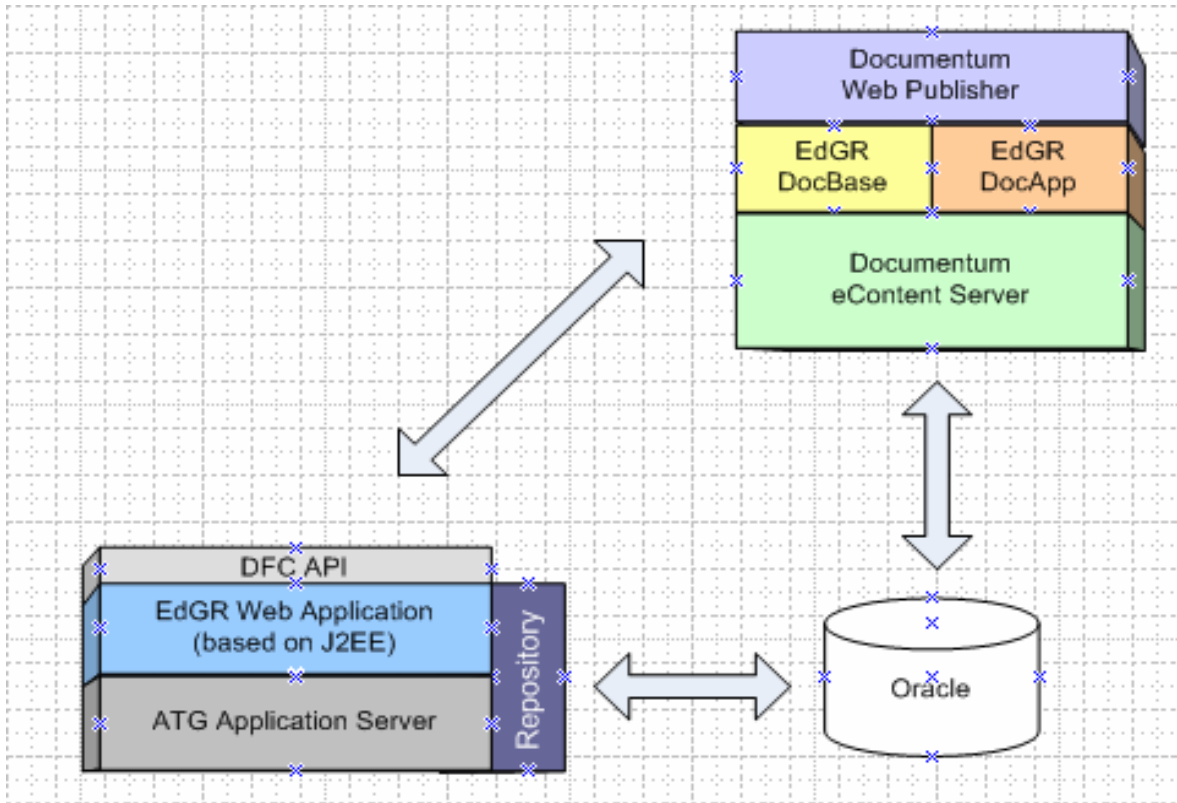 Documentum
Web Publisher
EdGR
DocBase
EdGR
DocApp
Documentum
eContent Server
DFC API
EdGR Web Application
(based on J2EE)
ATG Application Server
Repository
Oracle